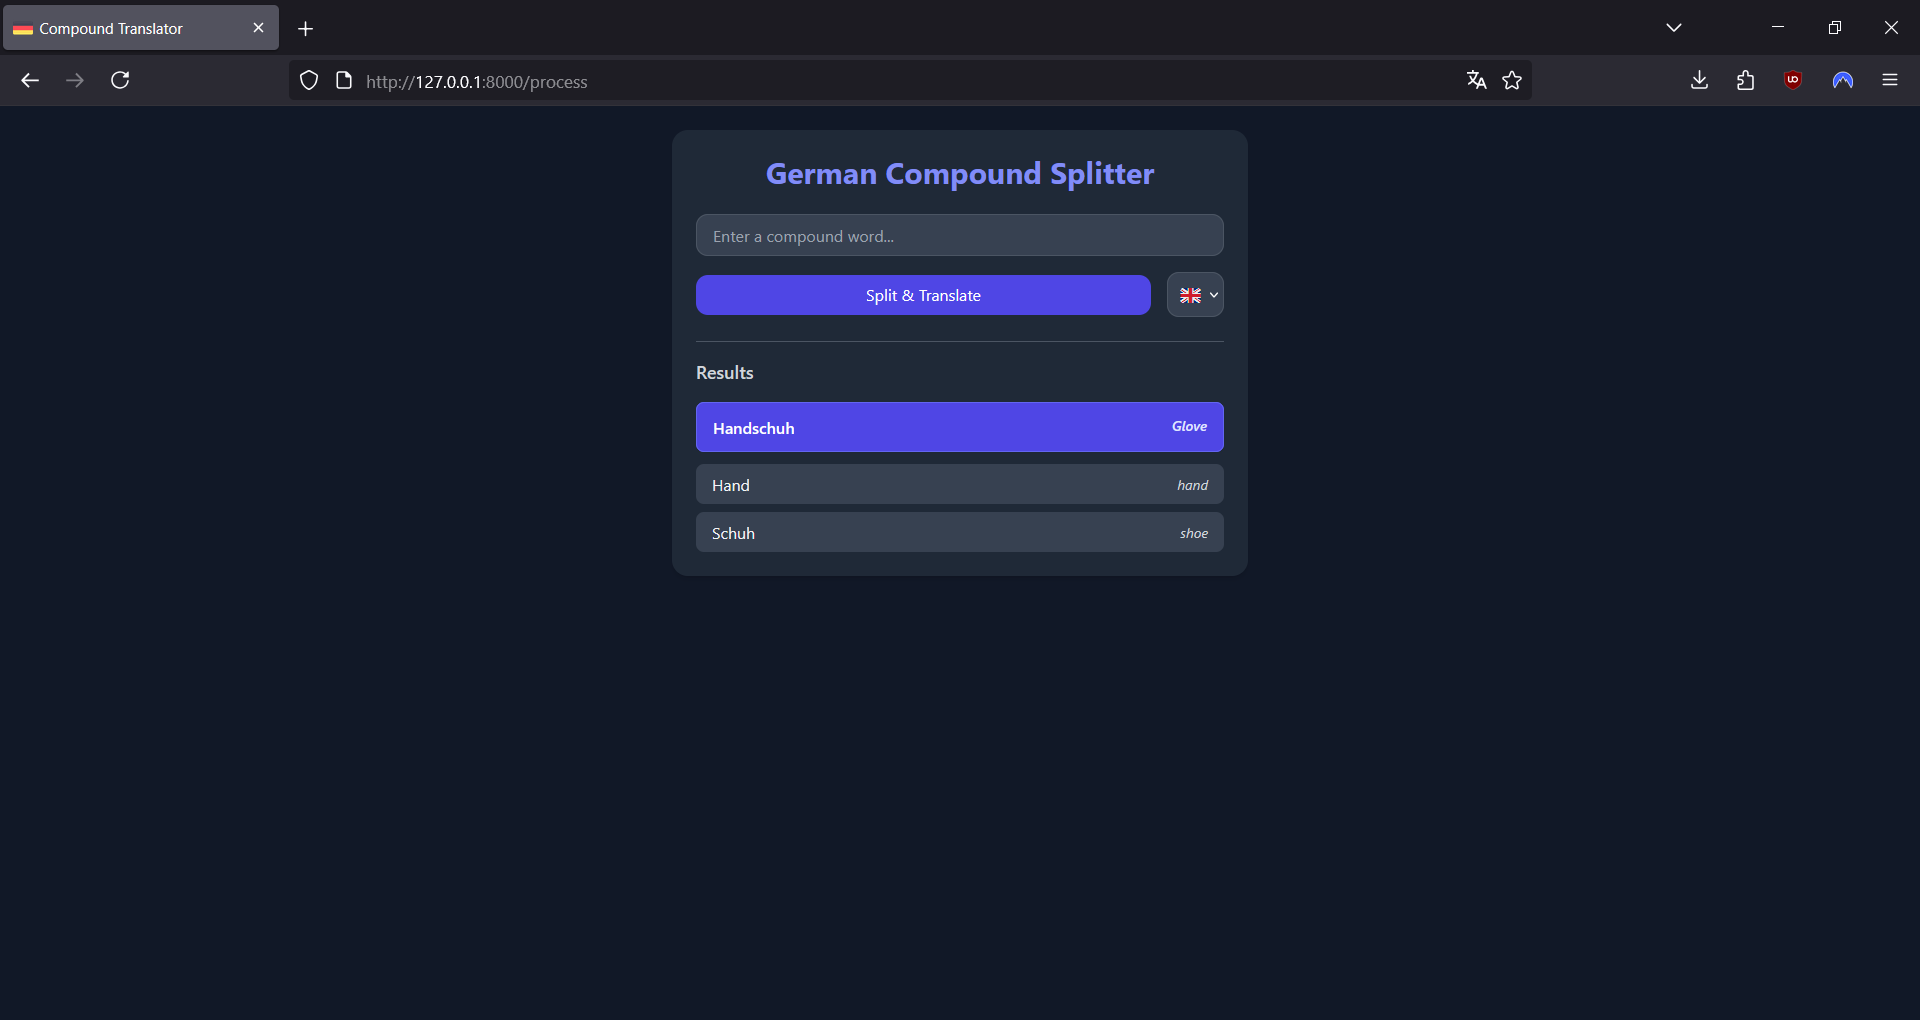 Compound Translator
http://127.0.0.1:8000/process
German Compound Splitter
Enter a compound word...
Split & Translate
Results
Handschuh Glove
Hand hand
Schuh shoe